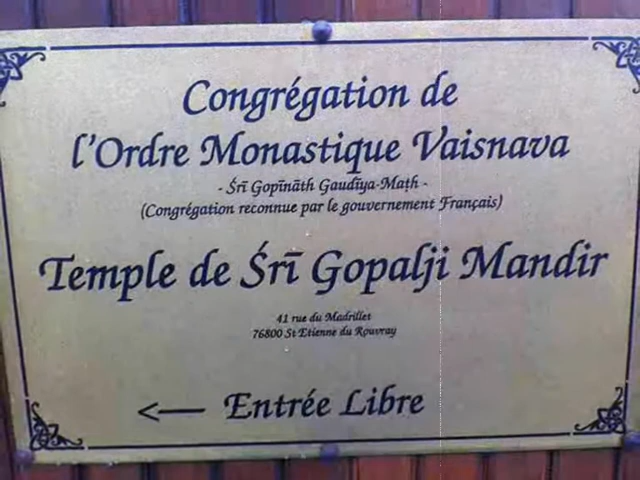 Congrégation de
l'Ordre Monastique Vaisnava
- Śrī Gopīnāth Gaudīya-Maṭh -
(Congrégation reconnue par le gouvernement Français)
Temple de Śrī Gopalji Mandir
41 rue du Madrillet
76800 St Etienne du Rouvray
<— Entrée Libre